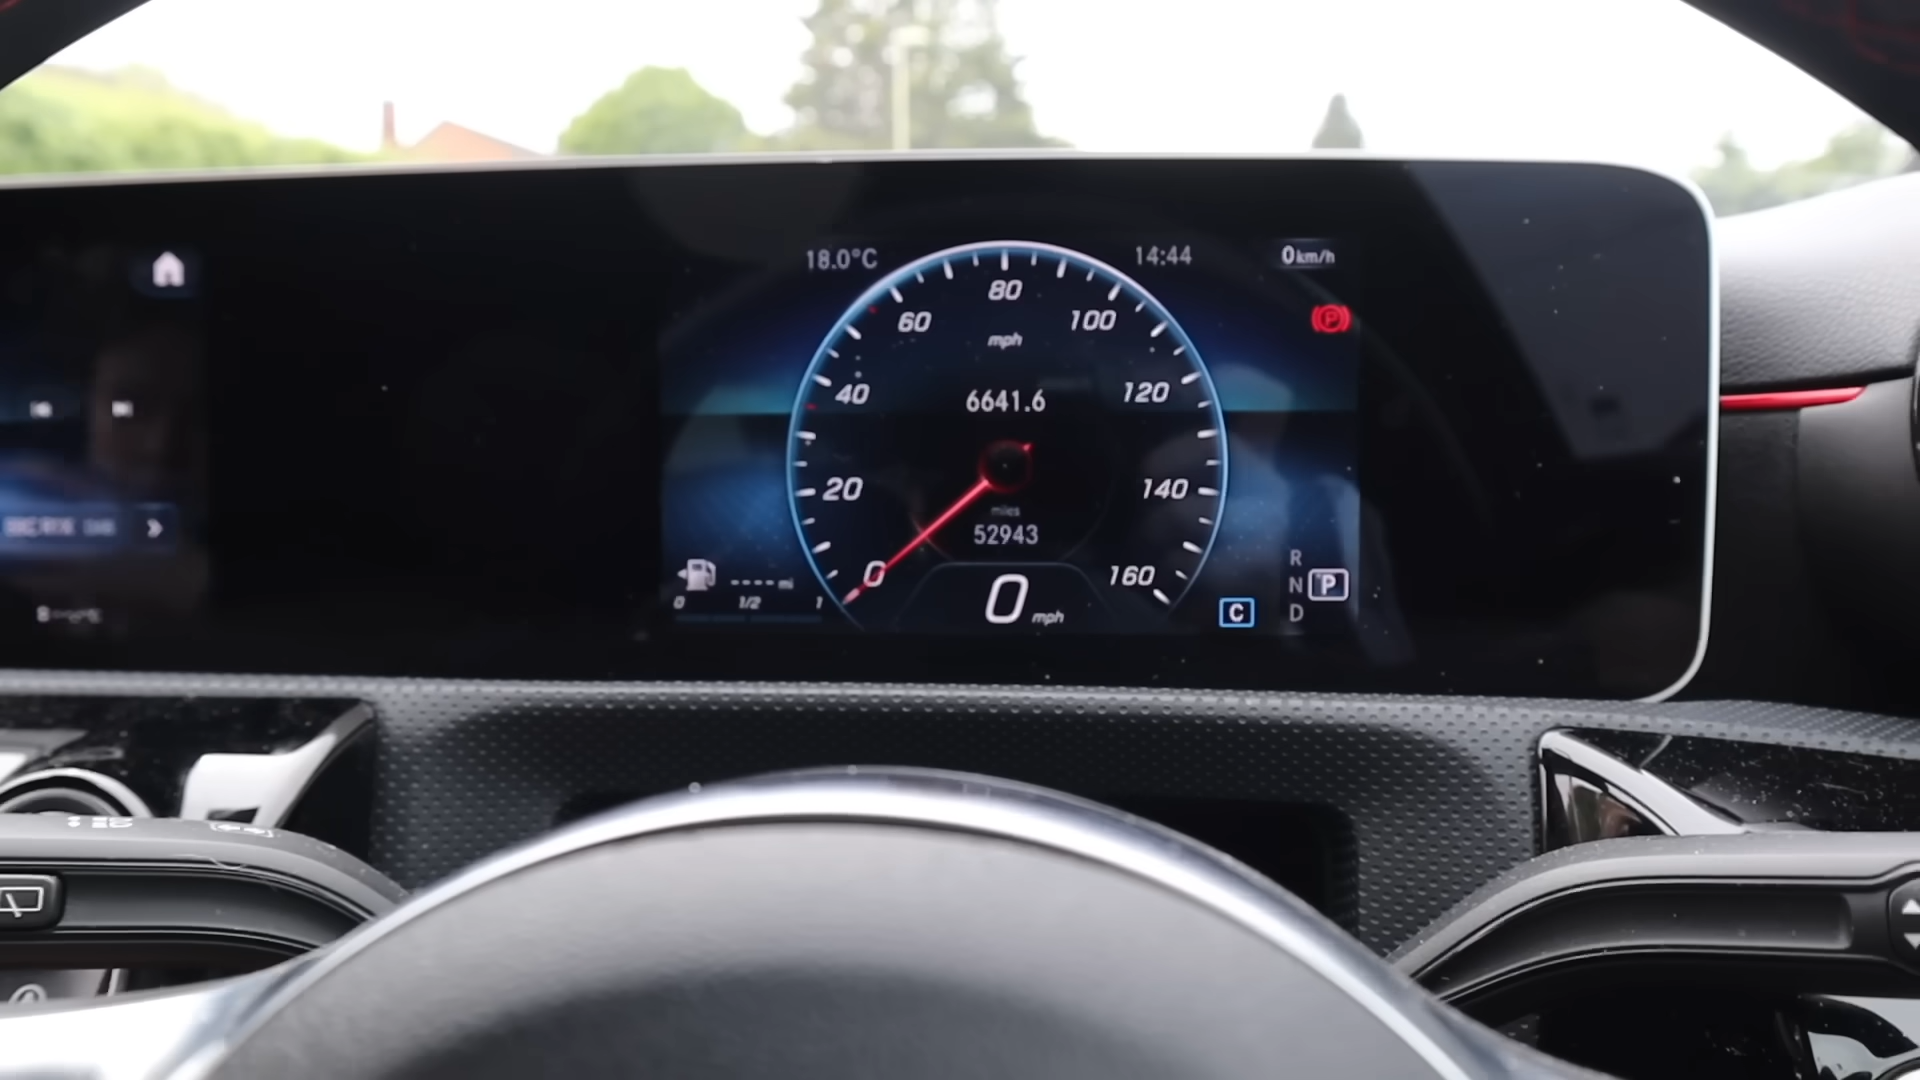 18.0°C
14:44
0 km/h
80
60
100
mph
P
40
6641.6
120
20
140
miles
52943
0
160
---- mi
0 1/2 1
0 mph
C
R
N
P
D